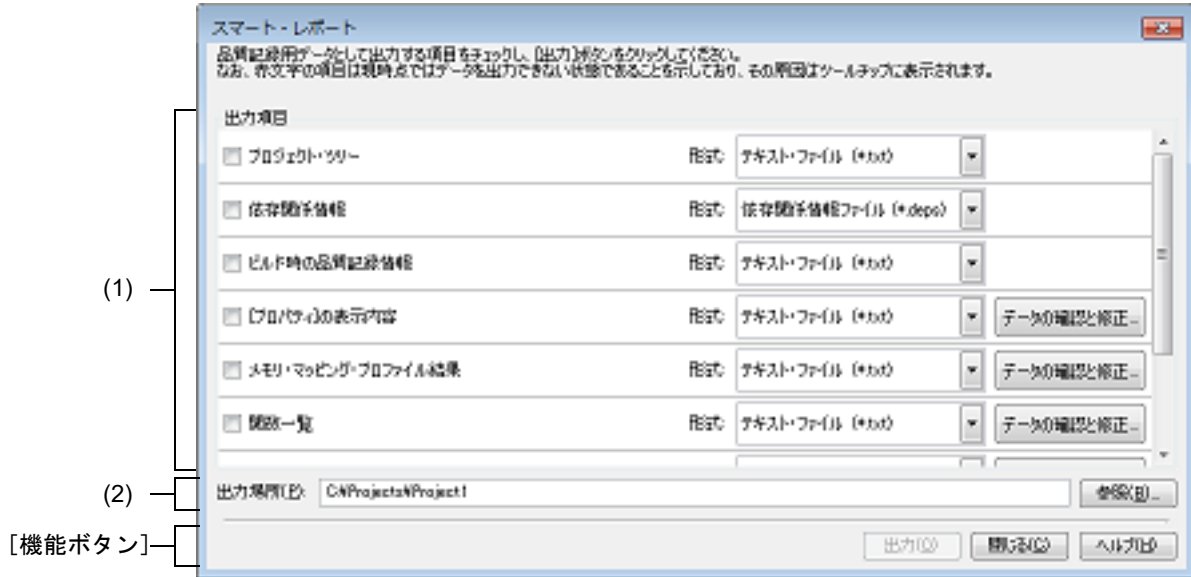 スマート・レポート
品質記録用データとして出力する項目をチェックし、[出力]ボタンをクリックしてください。
なお、赤文字の項目は現時点ではデータを出力できない状態であることを示しており、その原因はツールチップに表示されます。
出力項目
プロジェクト・ツリー 形式: テキスト・ファイル (*.txt)
依存関係情報 形式: 依存関係情報ファイル (*.deps)
(1) ビルド時の品質記録情報 形式: テキスト・ファイル (*.txt)
[プロパティ]の表示内容 形式: テキスト・ファイル (*.txt) データの確認と修正...
メモリ・マッピング・プロファイル結果 形式: テキスト・ファイル (*.txt) データの確認と修正...
関数一覧 形式: テキスト・ファイル (*.txt) データの確認と修正...
(2) 出力場所(P): C:¥Projects¥Project1 参照(B)...
[機能ボタン] 出力(O) 閉じる(C) ヘルプ(H)